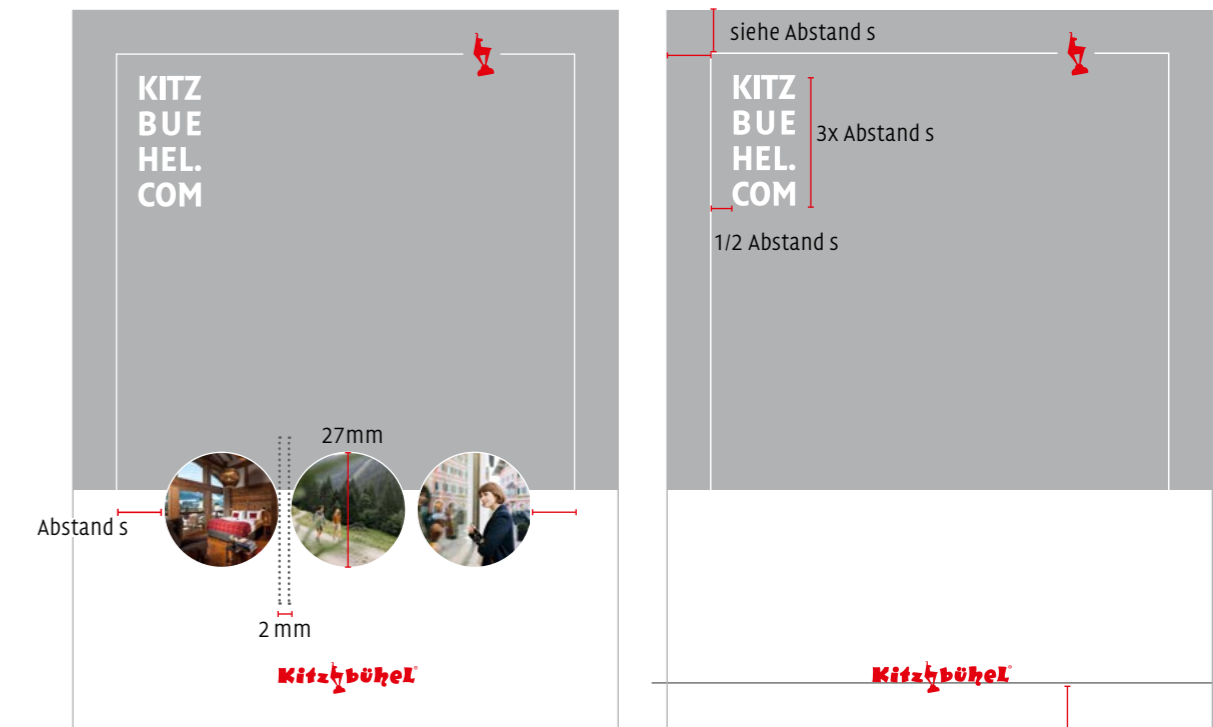 KITZ
BUE
HEL.
COM
27mm
Abstand s
2 mm
Kitzbühel®
siehe Abstand s
KITZ
BUE
HEL.
COM
3x Abstand s
1/2 Abstand s
Kitzbühel®